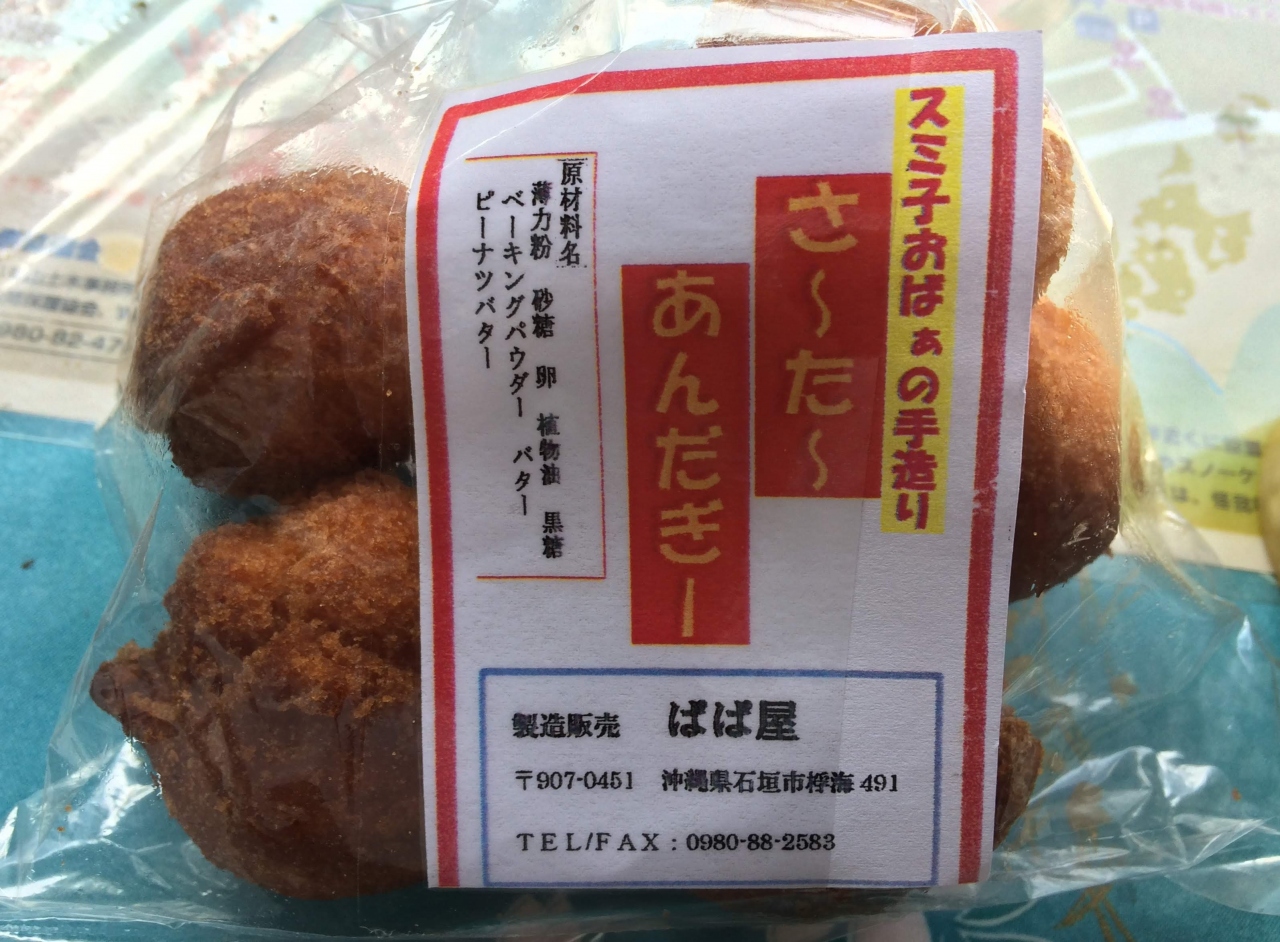 スミ子おばぁの手造り
さ～た～
あんだぎー
原材料名
薄力粉 砂糖 卵 植物油 黒糖
ベーキングパウダー バター
ピーナツバター
製造販売 ばば屋
〒907-0451 沖縄県石垣市桴海491
TEL/FAX：0980-88-2583